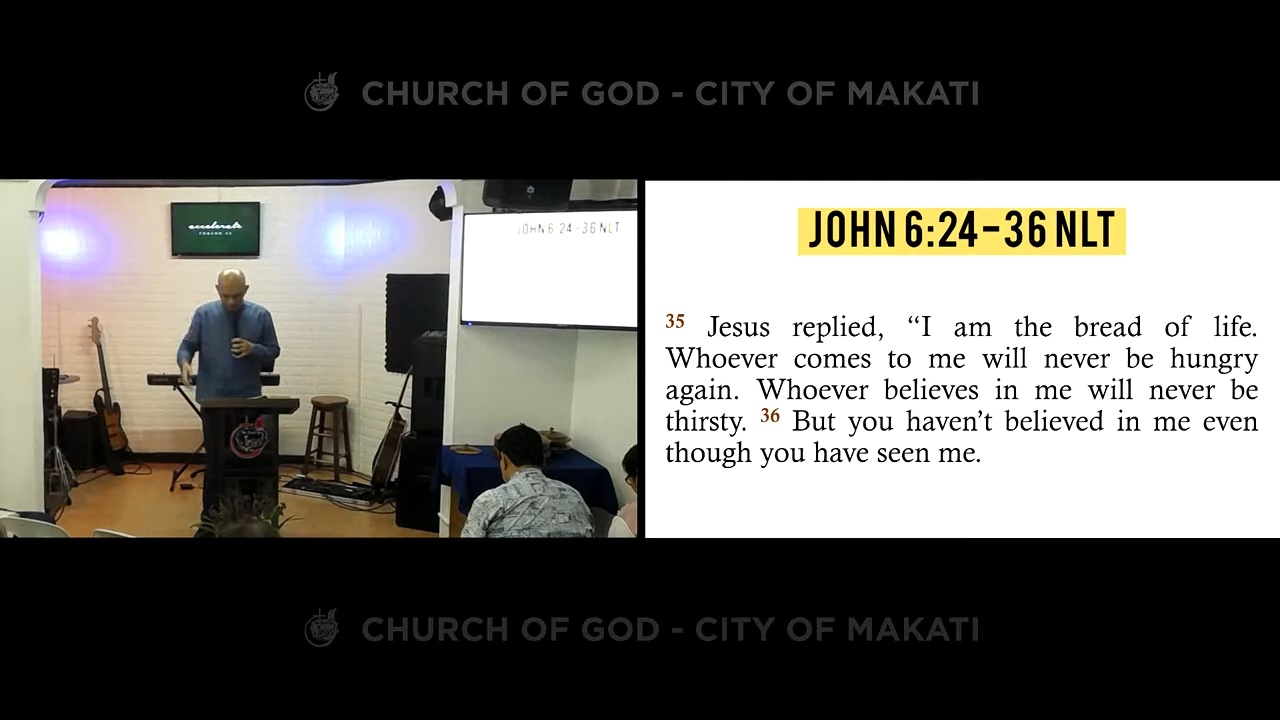 CHURCH OF GOD - CITY OF MAKATI
accelerate
JOHN 6:24-36 NLT
JOHN 6:24-36 NLT
35 Jesus replied, “I am the bread of life.
Whoever comes to me will never be hungry
again. Whoever believes in me will never be
thirsty. 36 But you haven’t believed in me even
though you have seen me.
CHURCH OF GOD - CITY OF MAKATI